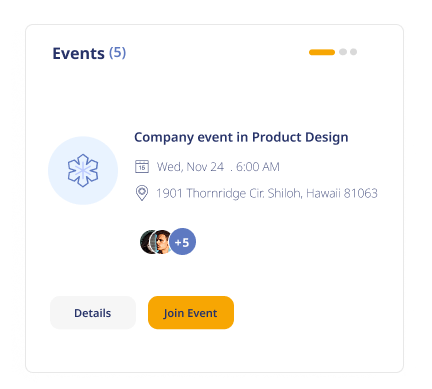 Events (5)
Company event in Product Design
Wed, Nov 24 . 6:00 AM
1901 Thornridge Cir. Shiloh, Hawaii 81063
+5
Details
Join Event